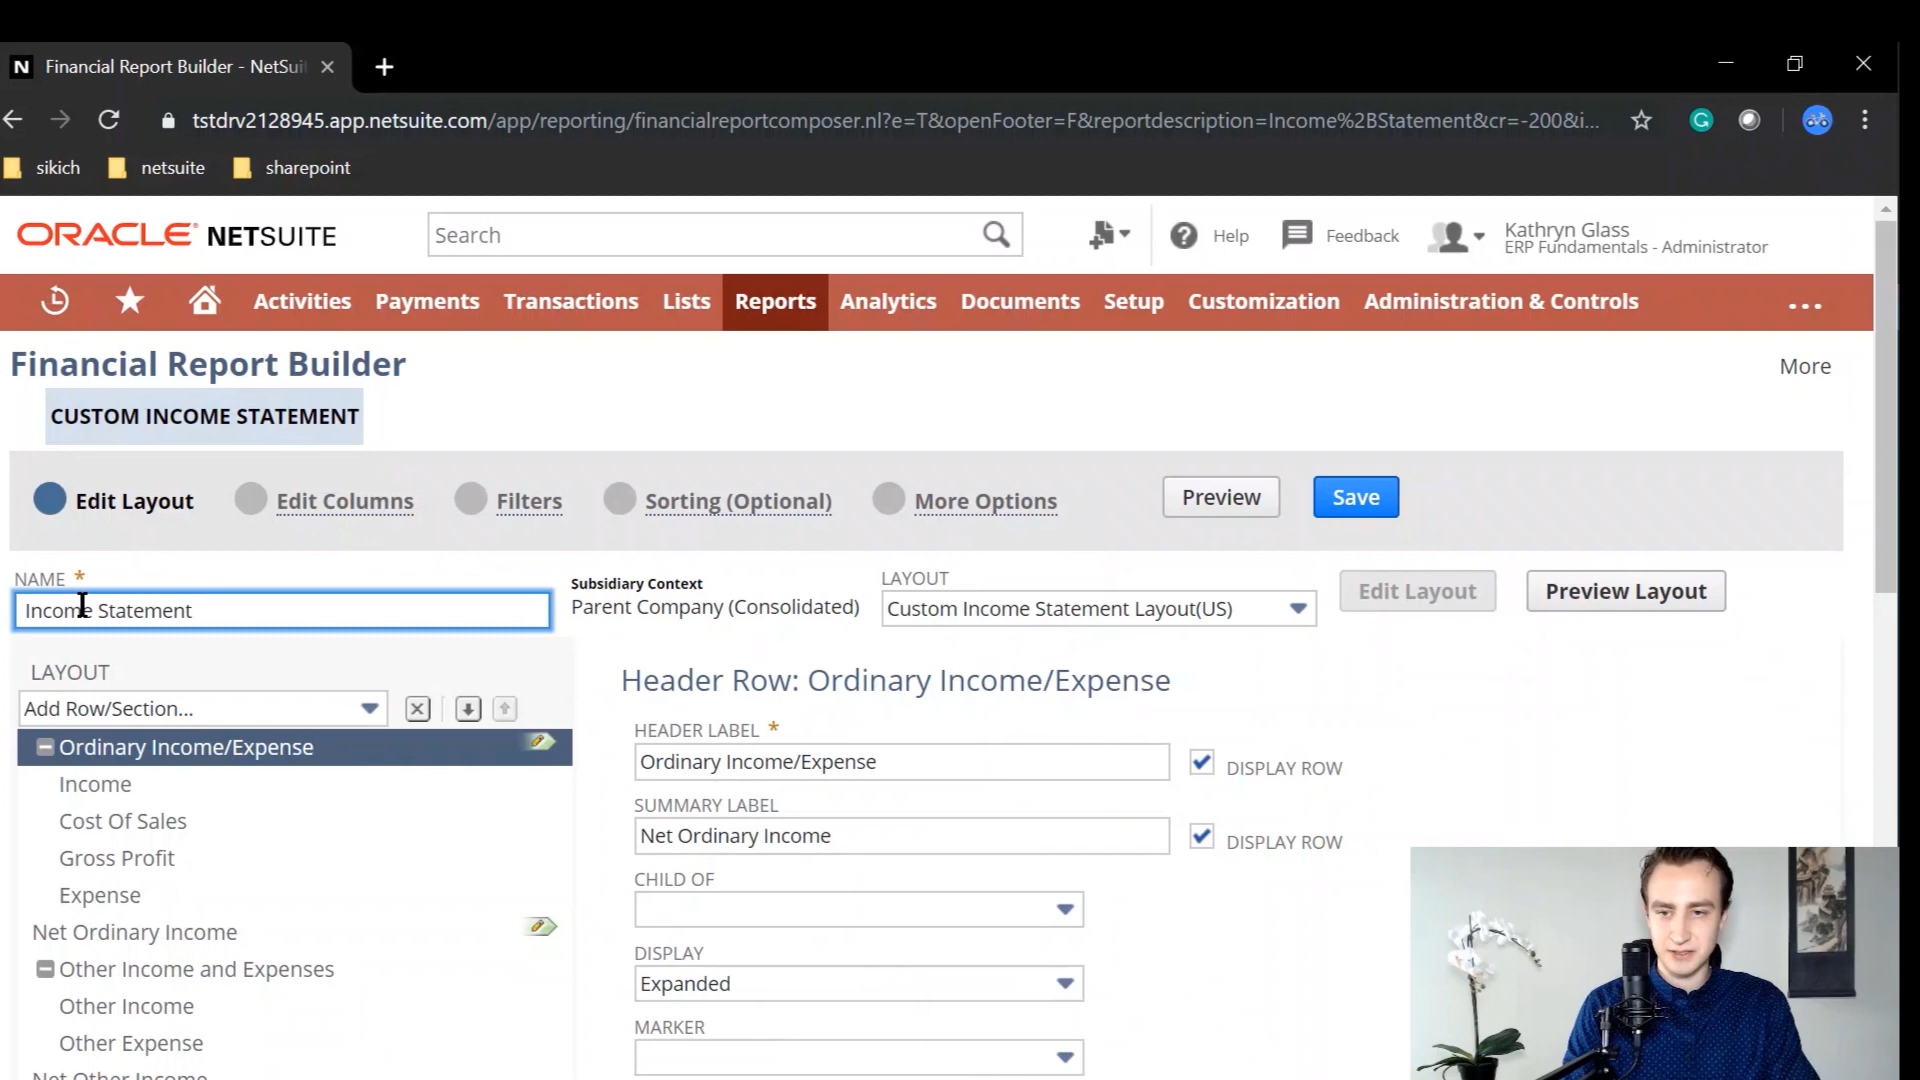 N Financial Report Builder - NetSui
tstdrv2128945.app.netsuite.com/app/reporting/financialreportcomposer.nl?e=T&openFooter=F&reportdescription=Income%2BStatement&cr=-200&i...
sikich netsuite sharepoint
ORACLE NETSUITE
Search
Help
Feedback
Kathryn Glass
ERP Fundamentals - Administrator
Activities Payments Transactions Lists Reports Analytics Documents Setup Customization Administration & Controls
Financial Report Builder
More
CUSTOM INCOME STATEMENT
Edit Layout Edit Columns Filters Sorting (Optional) More Options Preview Save
NAME *
Income Statement
Subsidiary Context
Parent Company (Consolidated)
LAYOUT
Custom Income Statement Layout(US)
Edit Layout
Preview Layout
LAYOUT
Add Row/Section...
Ordinary Income/Expense
Income
Cost Of Sales
Gross Profit
Expense
Net Ordinary Income
Other Income and Expenses
Other Income
Other Expense
Net Other Income
Header Row: Ordinary Income/Expense
HEADER LABEL *
Ordinary Income/Expense
DISPLAY ROW
SUMMARY LABEL
Net Ordinary Income
DISPLAY ROW
CHILD OF
DISPLAY
Expanded
MARKER